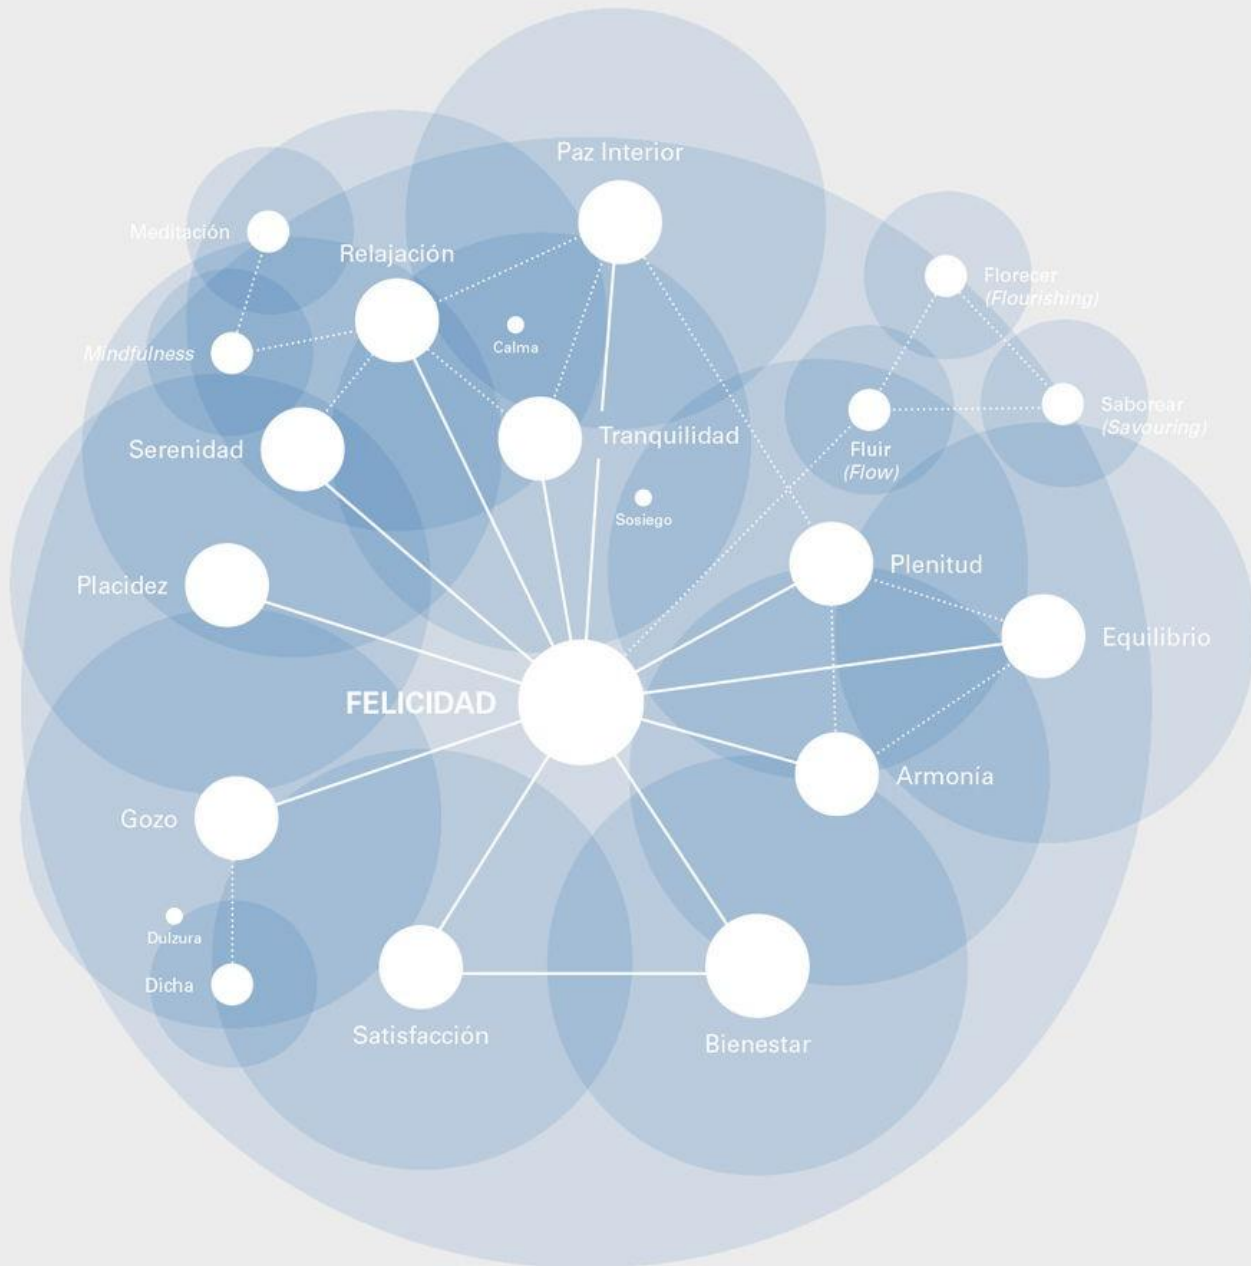 Paz Interior
Meditación
Relajación
Florecer
(Flourishing)
Calma
Mindfulness
Saborear
(Savouring)
Serenidad
Tranquilidad
Fluir
(Flow)
Sosiego
Placidez
Plenitud
Equilibrio
FELICIDAD
Armonía
Gozo
Dulzura
Dicha
Satisfacción
Bienestar